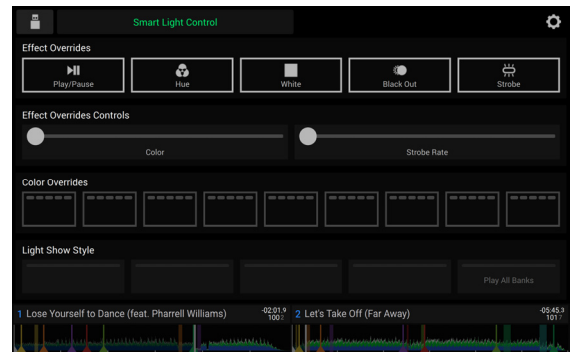 Smart Light Control
Effect Overrides
Play/Pause
Hue
White
Black Out
Strobe
Effect Overrides Controls
Color
Strobe Rate
Color Overrides
Light Show Style
Play All Banks
1 Lose Yourself to Dance (feat. Pharrell Williams)
-02:01.9
100.2
2 Let's Take Off (Far Away)
-05:45.3
101.7